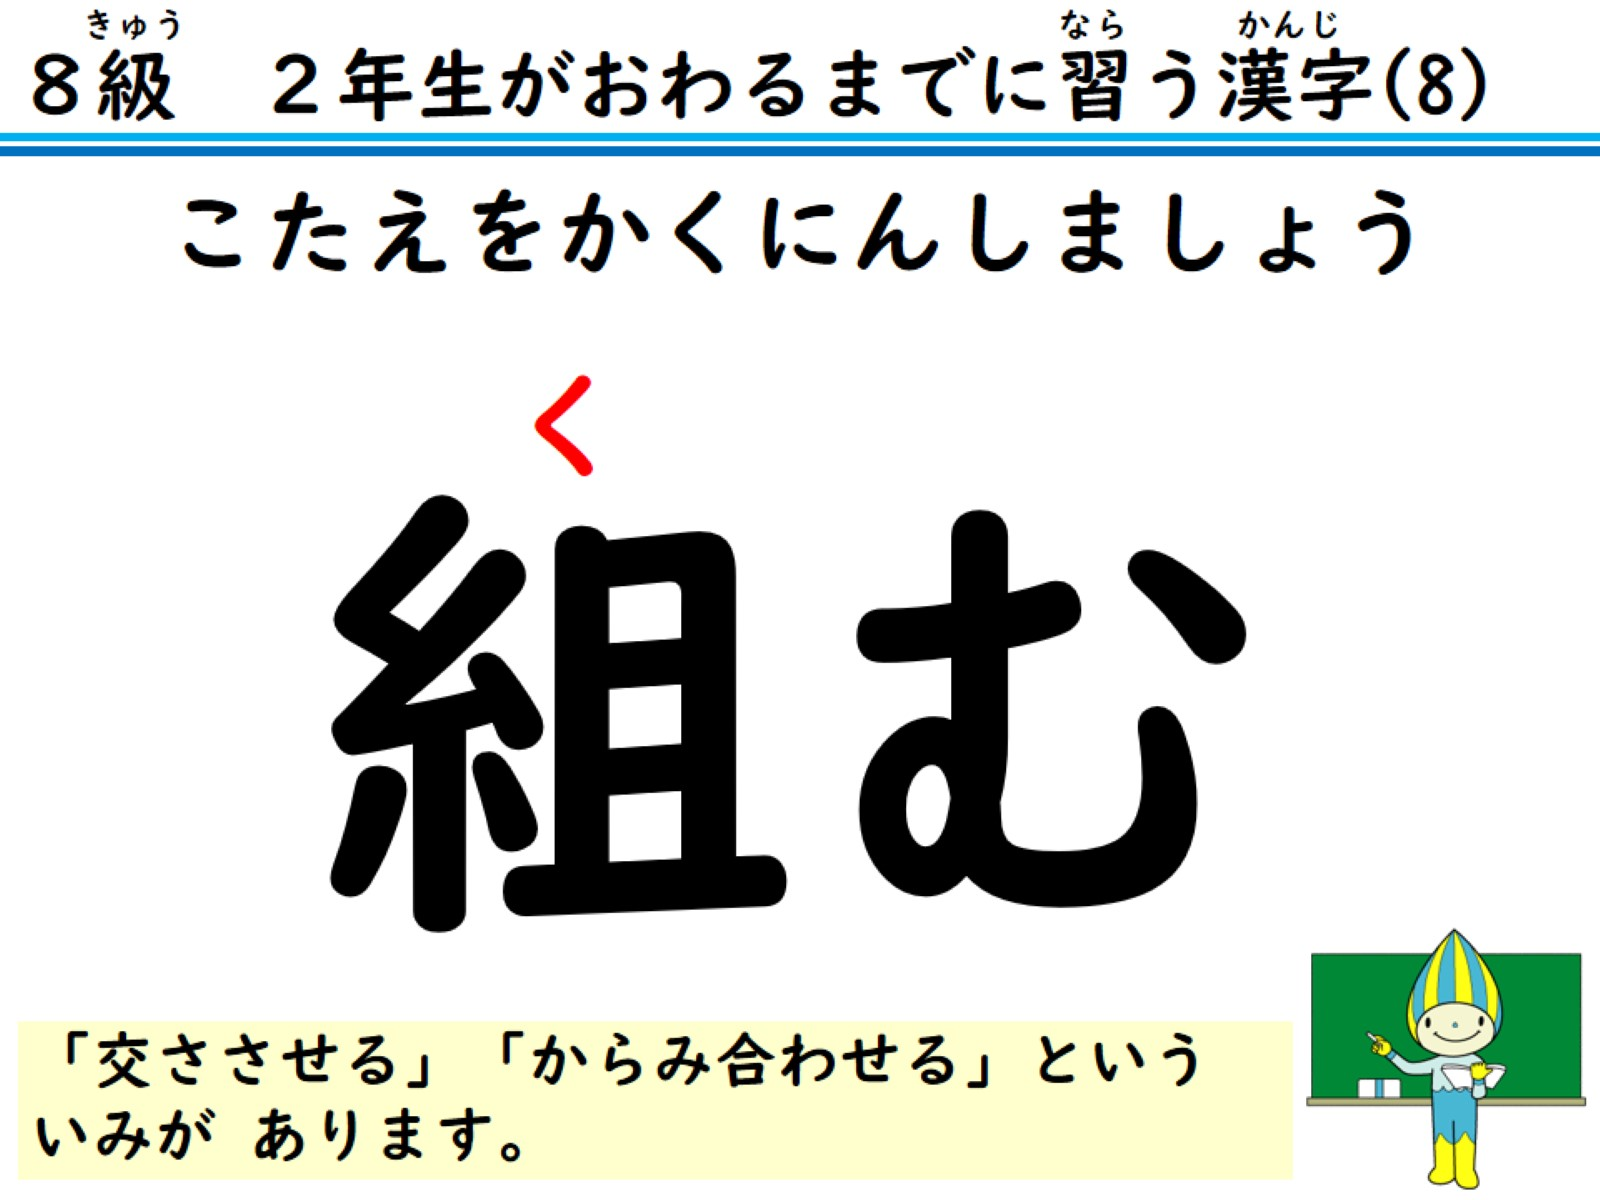 きゅう なら かんじ
８級 ２年生がおわるまでに習う漢字(8)
こたえをかくにんしましょう
く
組む
「交ささせる」「からみ合わせる」という
いみが あります。